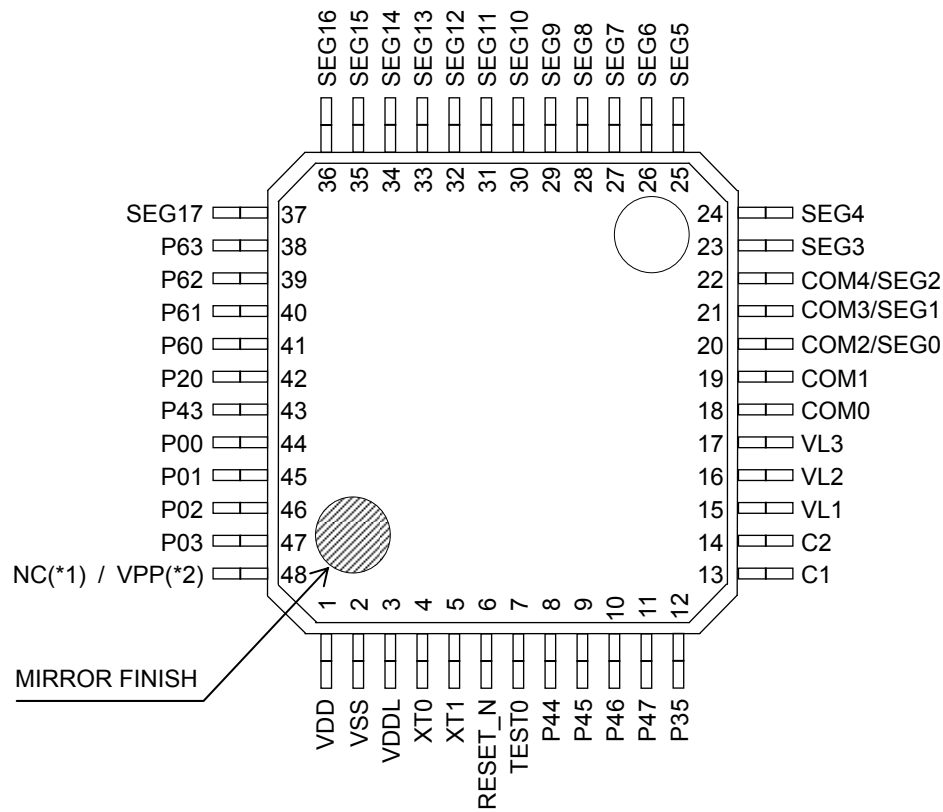 SEG16
SEG15
SEG14
SEG13
SEG12
SEG11
SEG10
SEG9
SEG8
SEG7
SEG6
SEG5
36
35
34
33
32
31
30
29
28
27
26
25
SEG17 37
P63 38
P62 39
P61 40
P60 41
P20 42
P43 43
P00 44
P01 45
P02 46
P03 47
NC(*1) / VPP(*2) 48
24 SEG4
23 SEG3
22 COM4/SEG2
21 COM3/SEG1
20 COM2/SEG0
19 COM1
18 COM0
17 VL3
16 VL2
15 VL1
14 C2
13 C1
1
2
3
4
5
6
7
8
9
10
11
12
VDD
VSS
VDDL
XT0
XT1
RESET_N
TEST0
P44
P45
P46
P47
P35
MIRROR FINISH